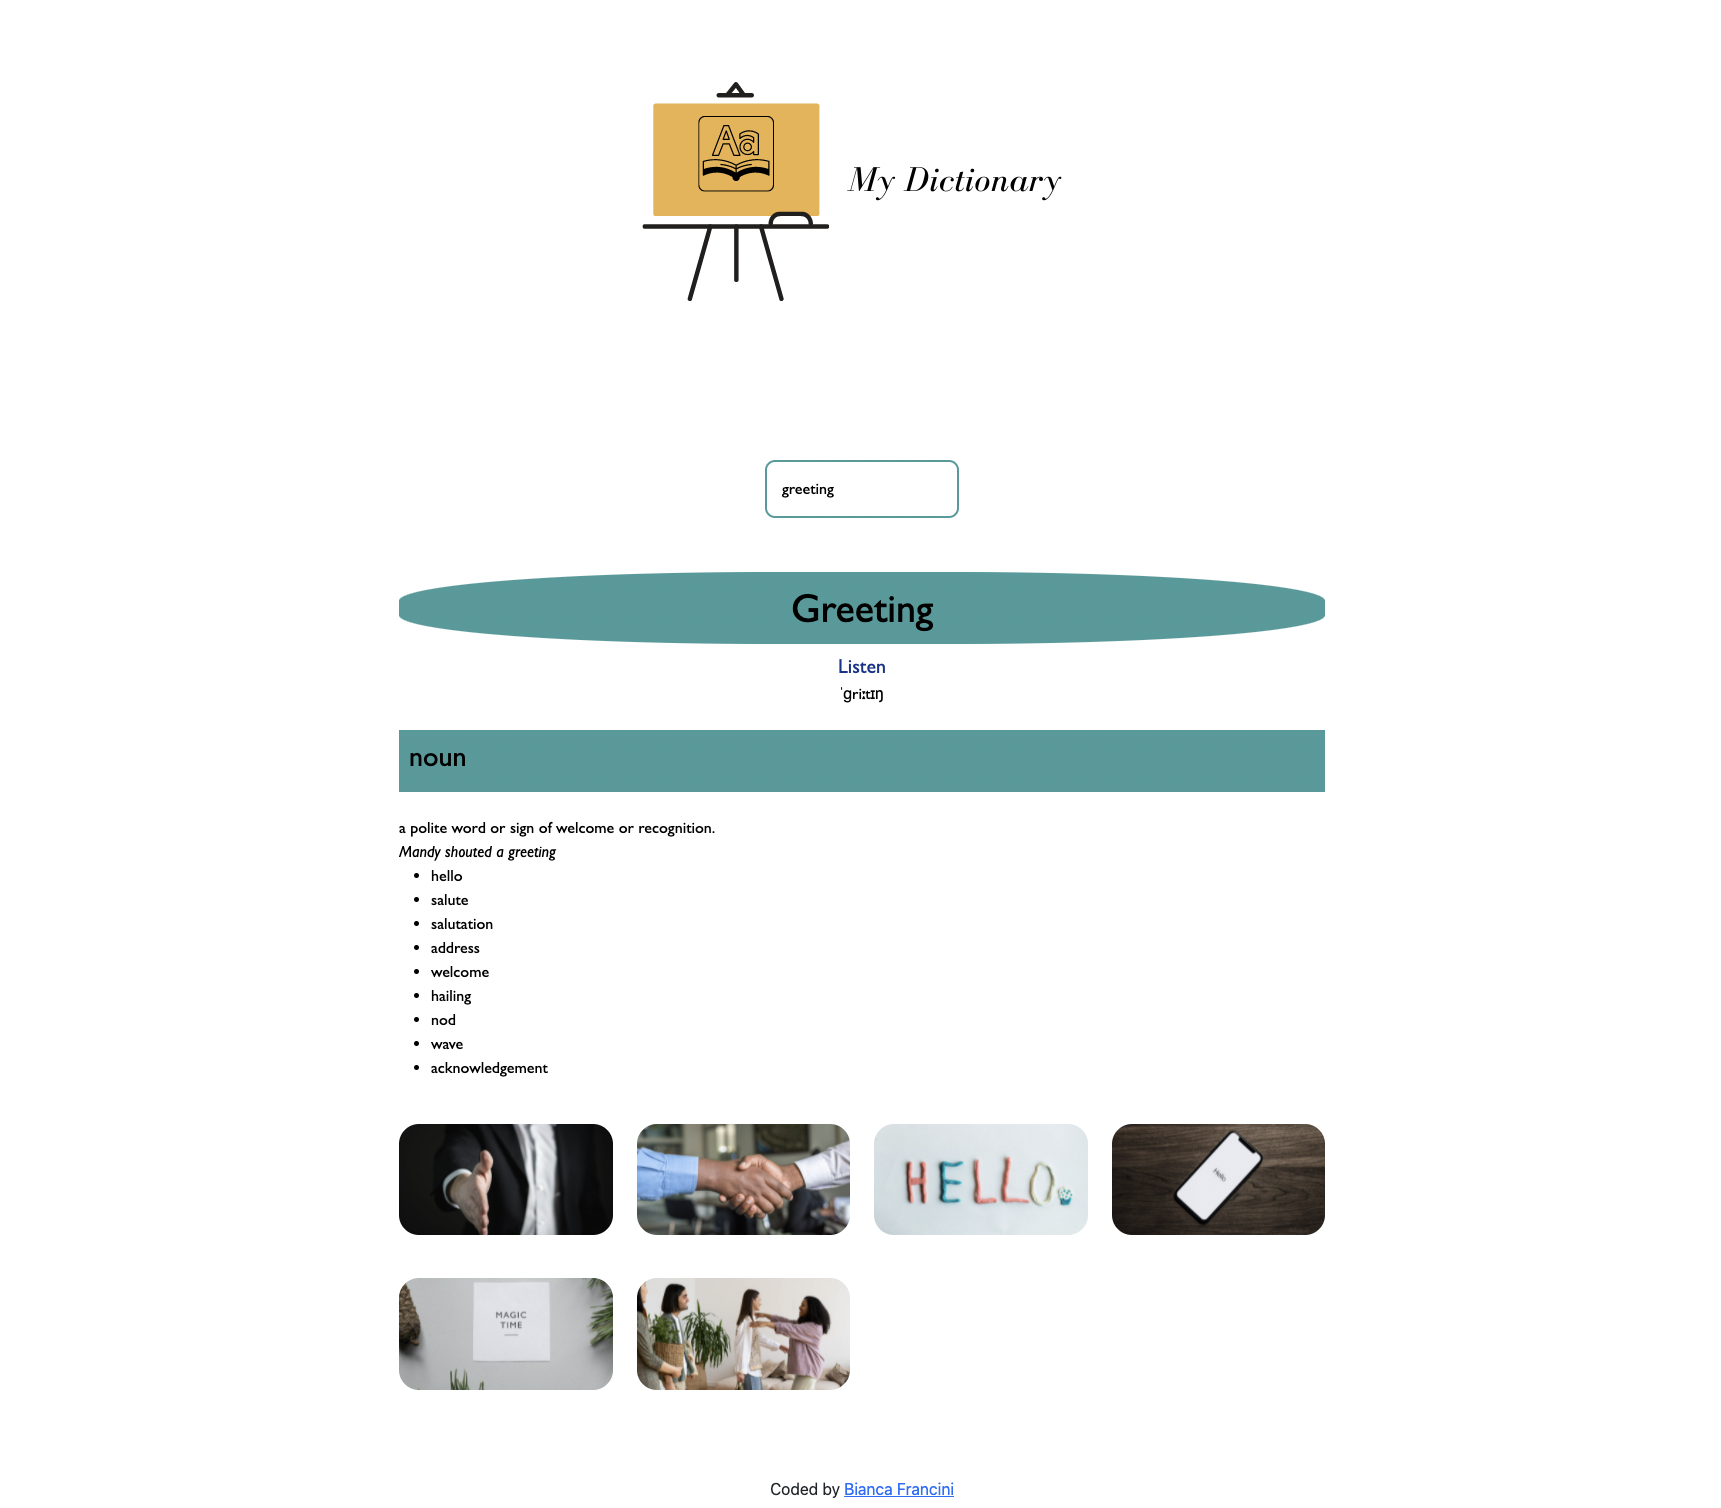 Aa
My Dictionary
greeting
Greeting
Listen
ˈɡriːtɪŋ
noun
a polite word or sign of welcome or recognition.
Mandy shouted a greeting
hello
salute
salutation
address
welcome
hailing
nod
wave
acknowledgement
HELLO
Hello
MAGIC
TIME
Coded by Bianca Francini